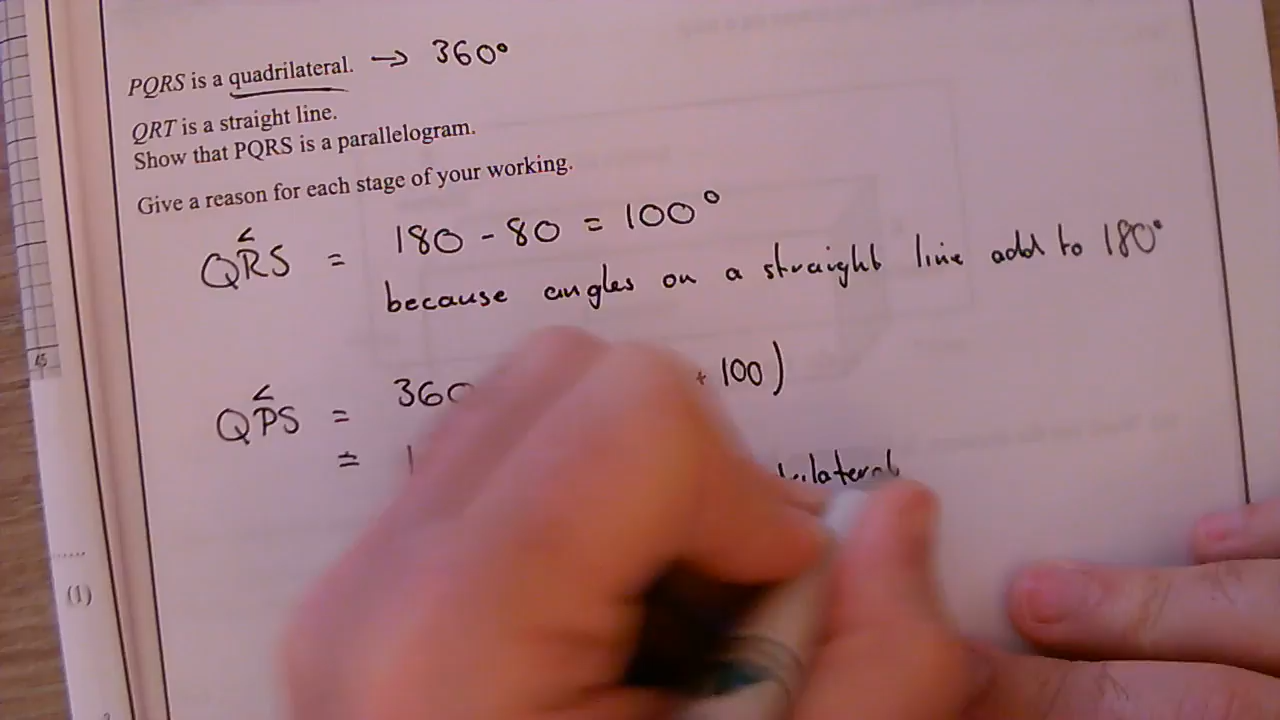 PQRS is a quadrilateral. → 360°
QRT is a straight line.
Show that PQRS is a parallelogram.
Give a reason for each stage of your working.
QRS = 180 - 80 = 100°
because angles on a straight line add to 180°
QPS = 360 + 100)
=
(1)